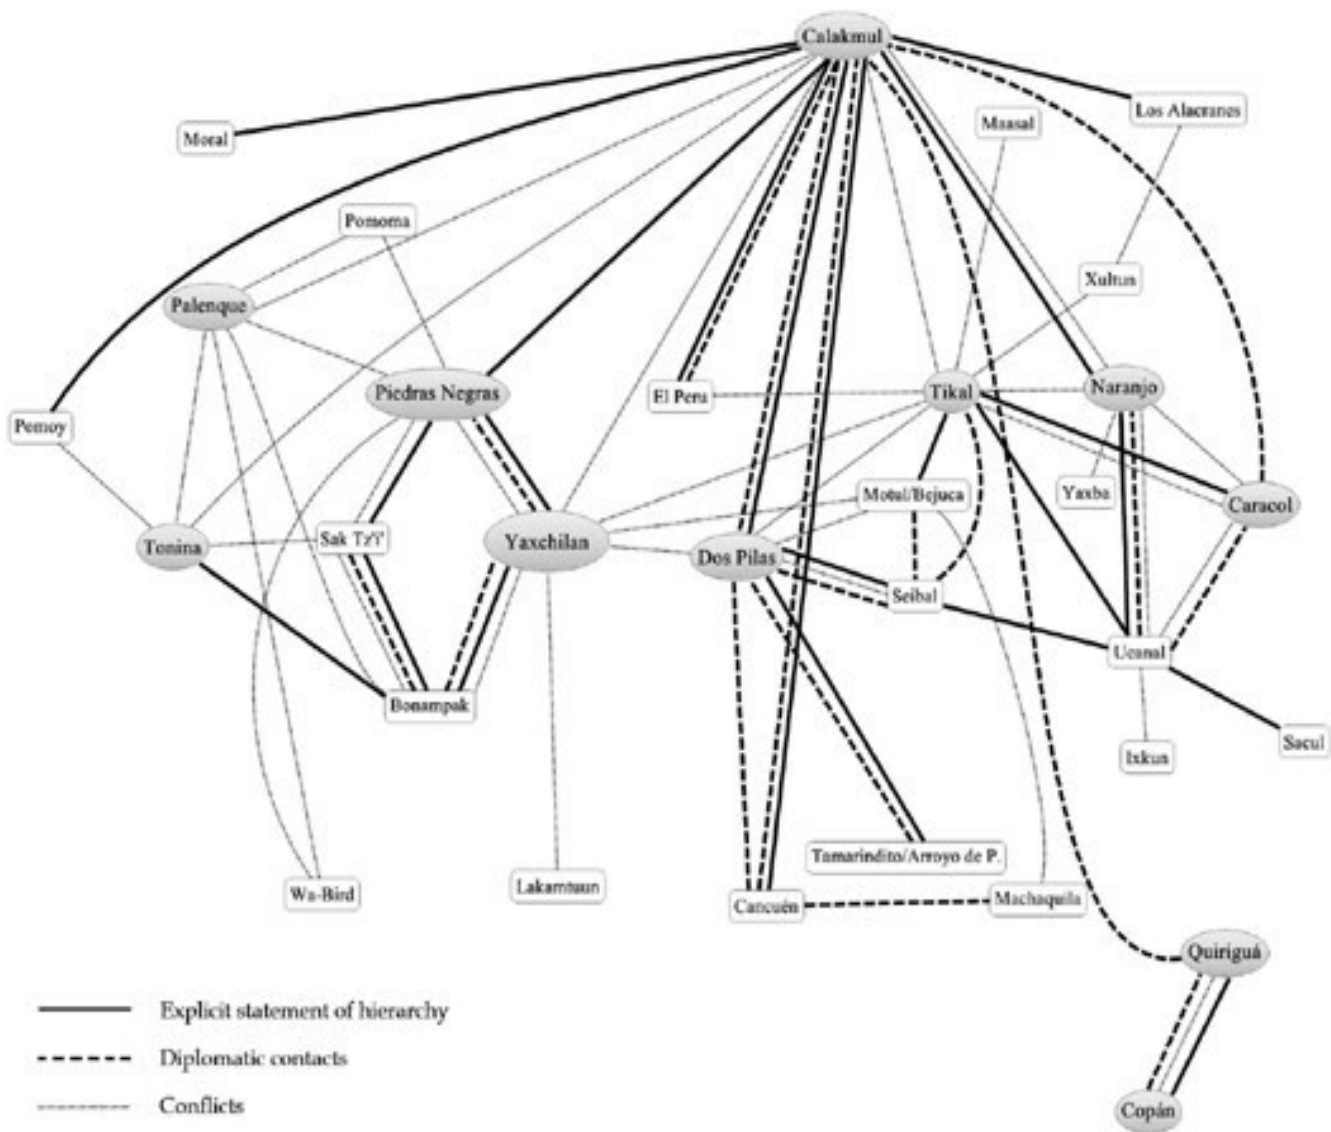 Calakmul
Los Alacranes
Maasal
Moral
Pomoma
Xultun
Palenque
Piedras Negras
El Peru
Tikal
Naranjo
Pemoy
Motul/Bejuca
Yaxba
Caracol
Tonina
Sak Tz'i'
Yaxchilan
Dos Pilas
Seibal
Ucanal
Bonampak
Sacul
Ixkun
Tamarindito/Arroyo de P.
Wa-Bird
Lakamtuun
Cancuén
Machaquila
Quiriguá
Explicit statement of hierarchy
Diplomatic contacts
Conflicts
Copán